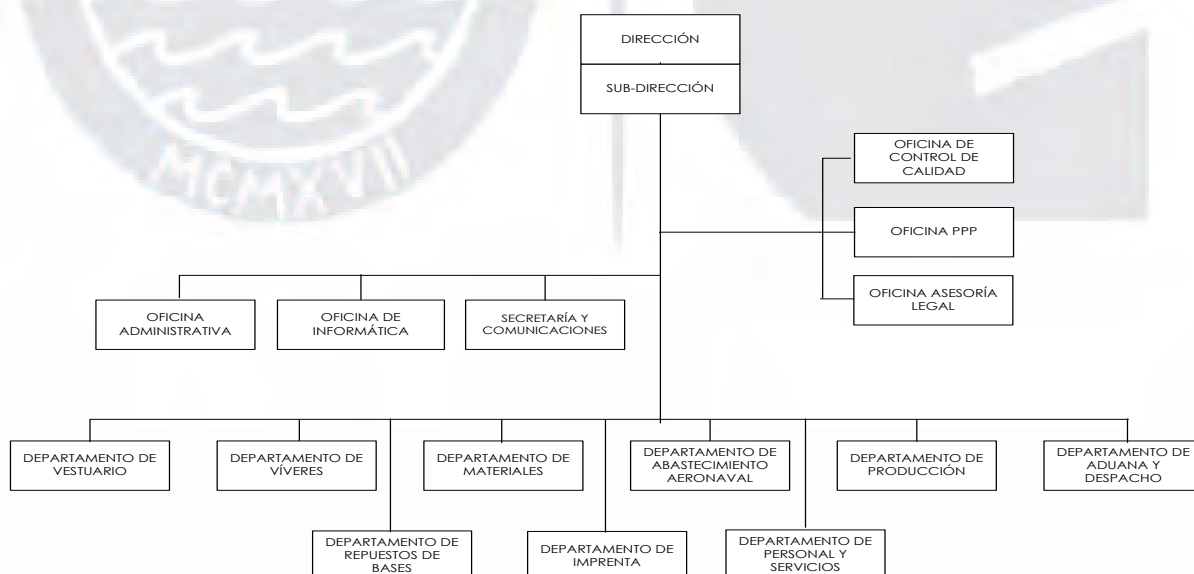 DIRECCIÓN
SUB-DIRECCIÓN
OFICINA DE
CONTROL DE
CALIDAD
OFICINA PPP
OFICINA ASESORÍA
LEGAL
OFICINA
ADMINISTRATIVA
OFICINA DE
INFORMÁTICA
SECRETARÍA Y
COMUNICACIONES
DEPARTAMENTO DE
VESTUARIO
DEPARTAMENTO DE
VÍVERES
DEPARTAMENTO DE
MATERIALES
DEPARTAMENTO DE
ABASTECIMIENTO
AERONAVAL
DEPARTAMENTO DE
PRODUCCIÓN
DEPARTAMENTO DE
ADUANA Y
DESPACHO
DEPARTAMENTO DE
REPUESTOS DE
BASES
DEPARTAMENTO DE
IMPRENTA
DEPARTAMENTO DE
PERSONAL Y
SERVICIOS
MCMXVII